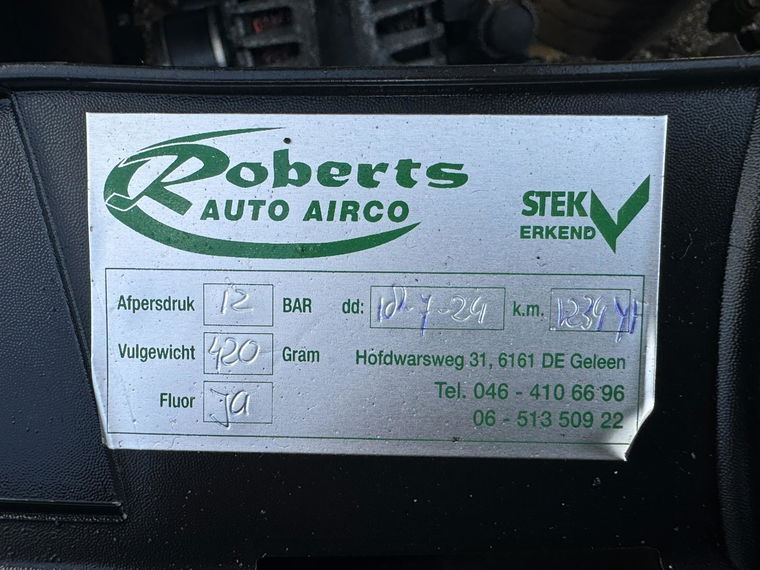 Roberts
AUTO AIRCO
STEK
ERKEND
Afpersdruk 12 BAR dd: 18-7-24 k.m.
Vulgewicht 420 Gram Hofdwarsweg 31, 6161 DE Geleen
Fluor Ja Tel. 046 - 410 66 96
06 - 513 509 22